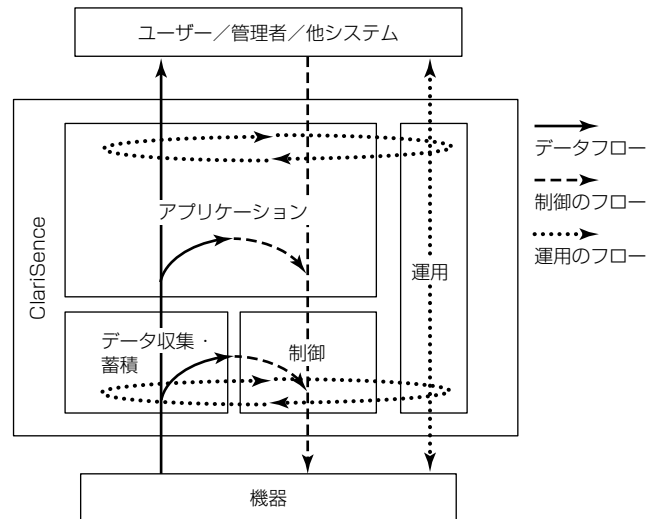 ユーザー／管理者／他システム
ClariSence
アプリケーション
運用
データ収集・
蓄積
制御
機器
データフロー
制御のフロー
運用のフロー